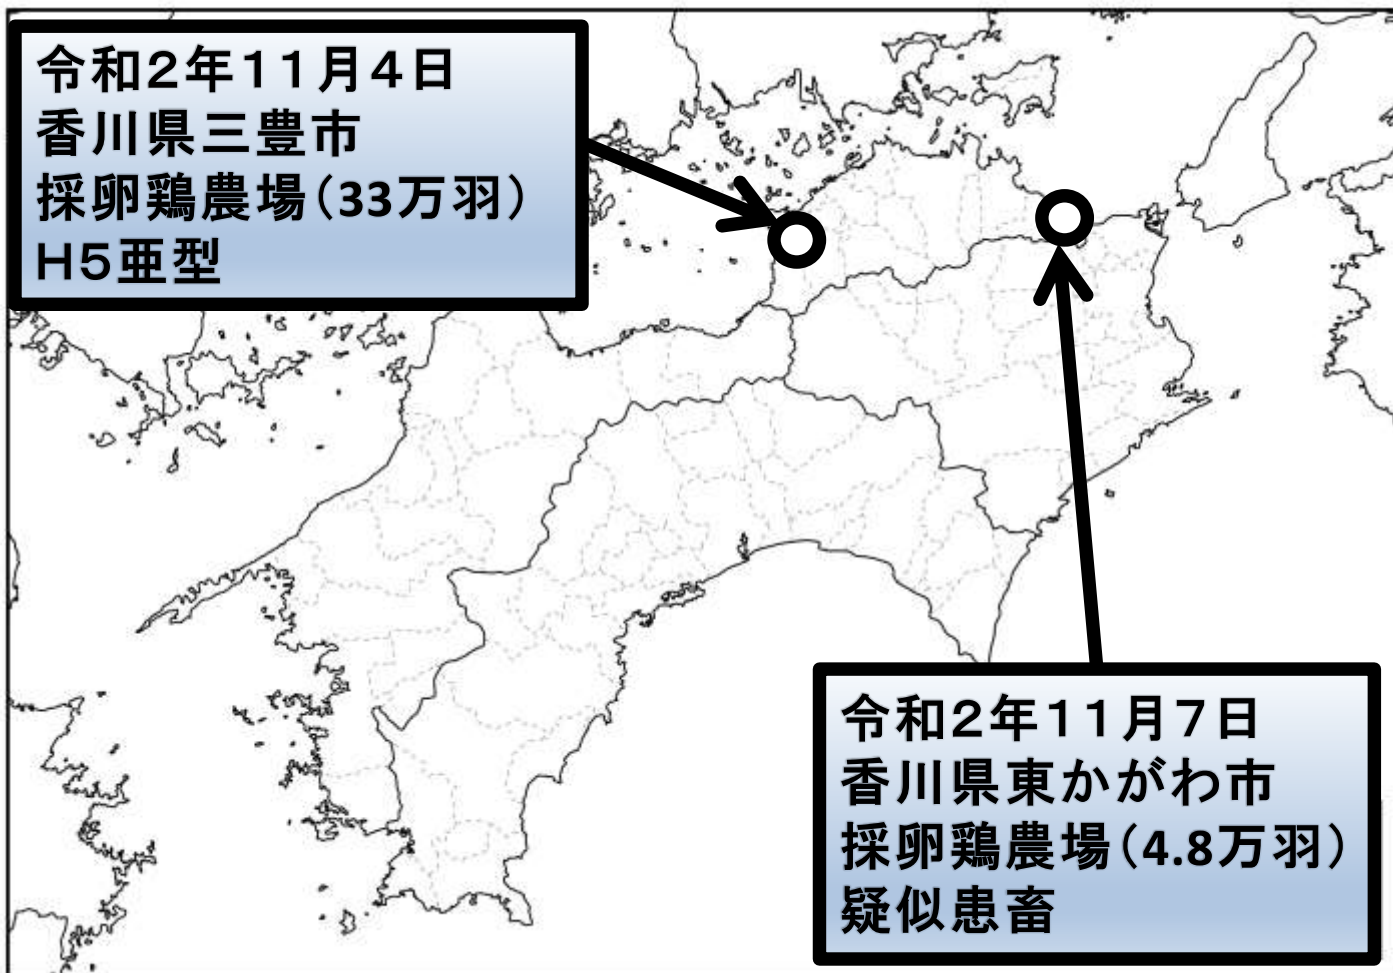 令和２年１１月４日
香川県三豊市
採卵鶏農場（33万羽）
Ｈ５亜型
令和２年１１月７日
香川県東かがわ市
採卵鶏農場（4.8万羽）
疑似患畜